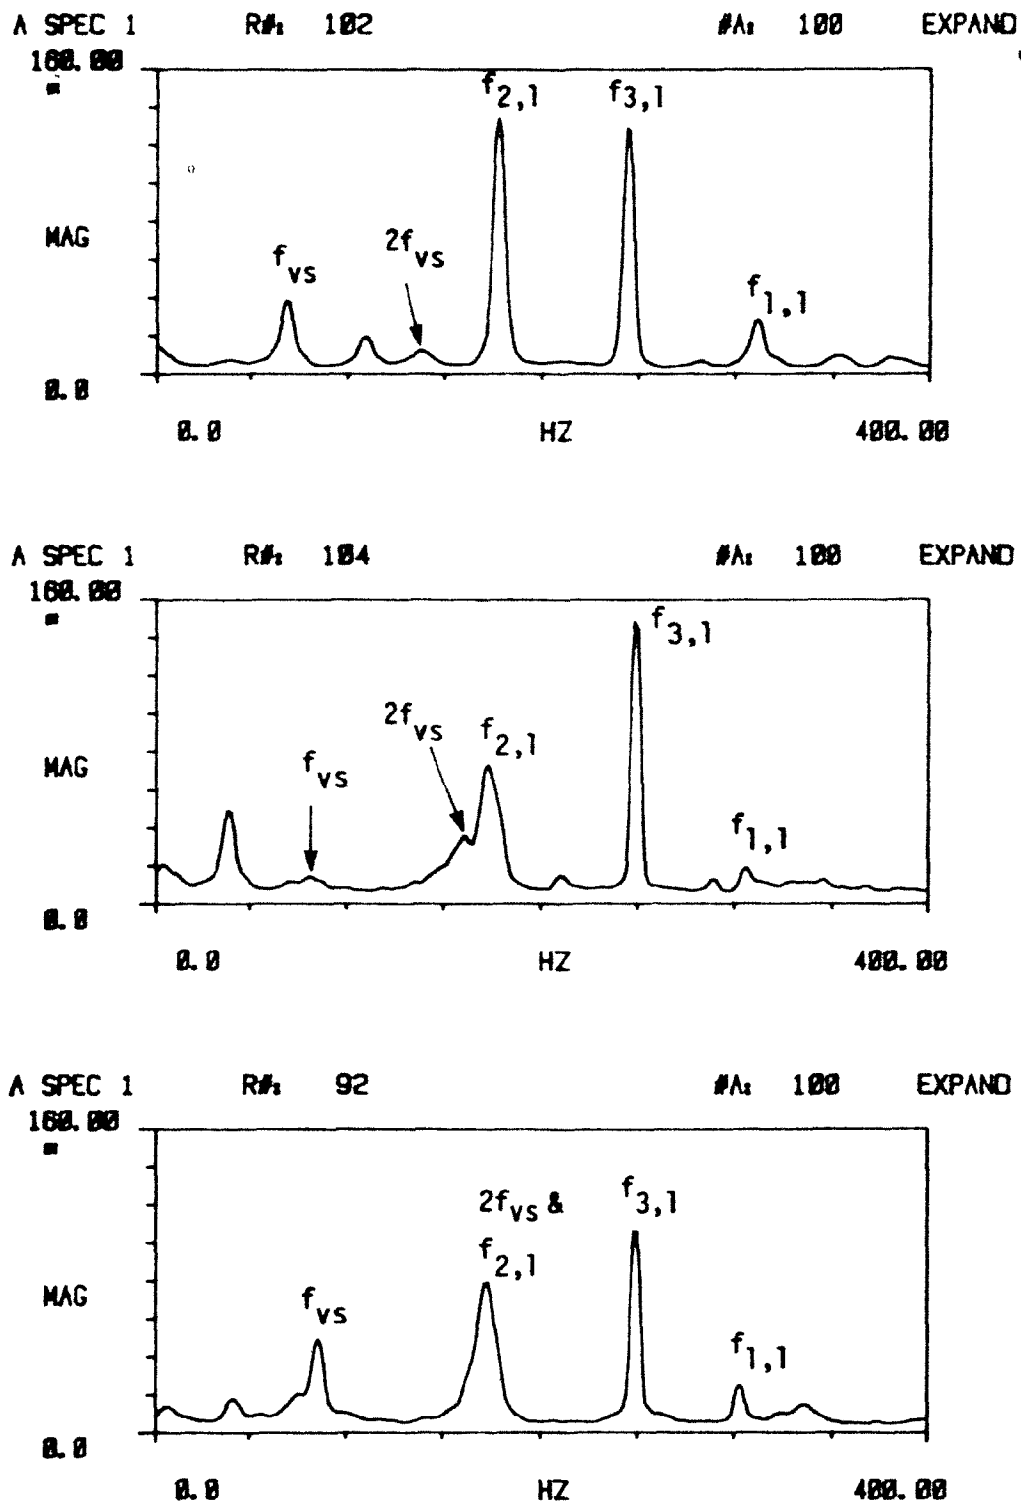 A SPEC 1 R#: 102 #A: 100 EXPAND
160.00
m
f2,1 f3,1
MAG
fvs 2fvs
f1,1
0.0
0.0 HZ 400.00
A SPEC 1 R#: 104 #A: 100 EXPAND
160.00
m
f3,1
2fvs f2,1
MAG
fvs
f1,1
0.0
0.0 HZ 400.00
A SPEC 1 R#: 92 #A: 100 EXPAND
160.00
m
2fvs & f3,1
f2,1
MAG
fvs
f1,1
0.0
0.0 HZ 400.00